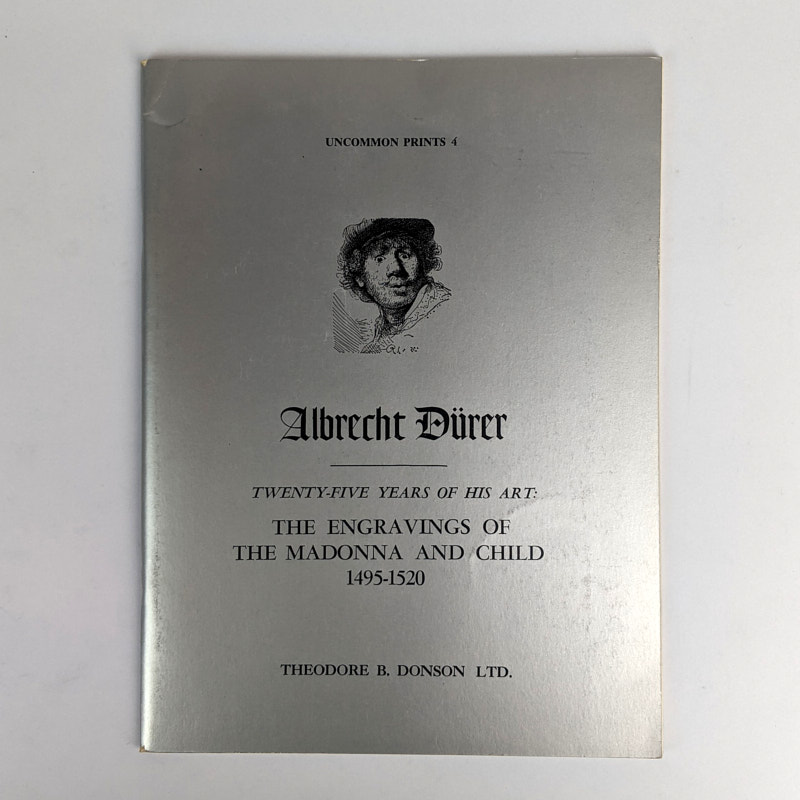 UNCOMMON PRINTS 4
Albrecht Dürer
TWENTY-FIVE YEARS OF HIS ART:
THE ENGRAVINGS OF
THE MADONNA AND CHILD
1495-1520
THEODORE B. DONSON LTD.